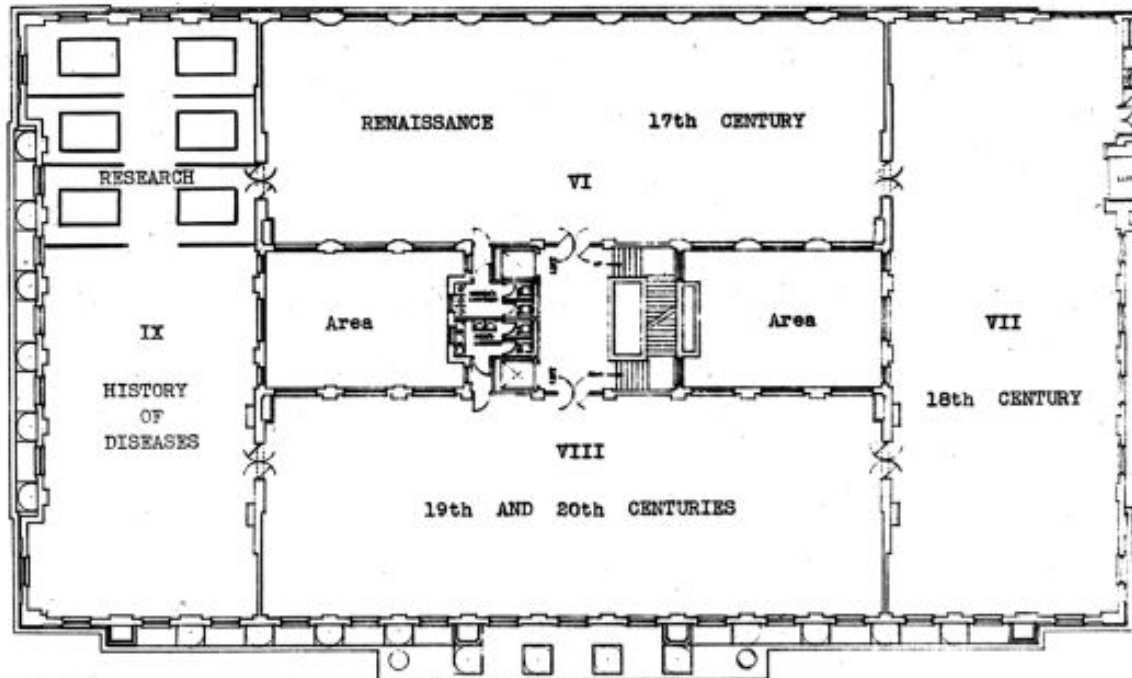 RENAISSANCE 17th CENTURY
RESEARCH
VI
IX
Area
Area
VII
HISTORY
OF
DISEASES
18th CENTURY
VIII
19th AND 20th CENTURIES